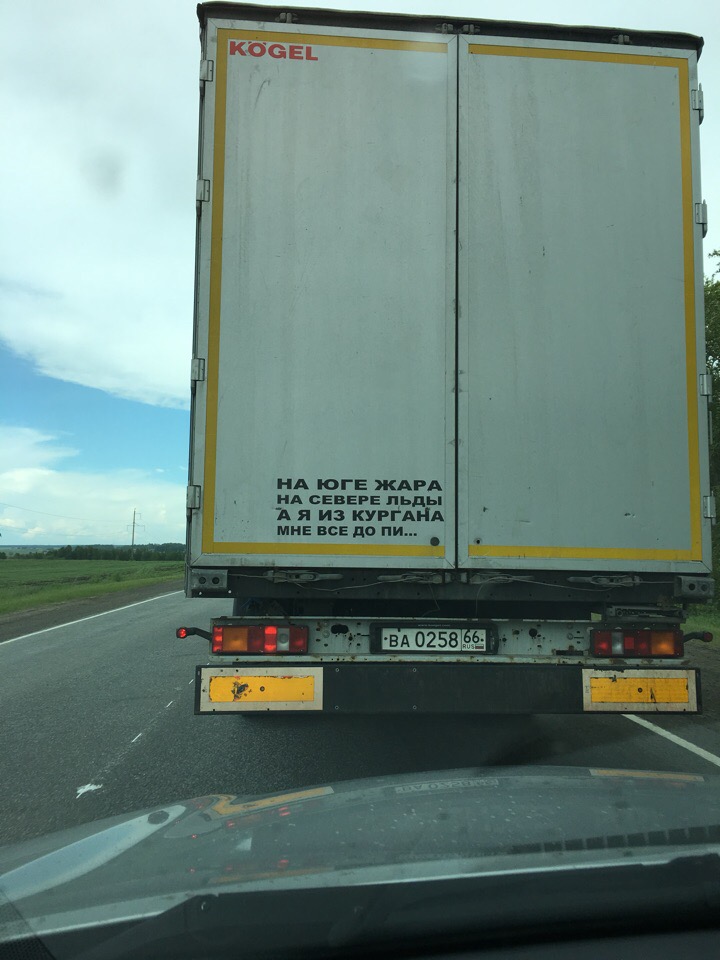 KÖGEL
НА ЮГЕ ЖАРА
НА СЕВЕРЕ ЛЬДЫ
А Я ИЗ КУРГАНА
МНЕ ВСЕ ДО ПИ...
ВА 0258 66 RUS